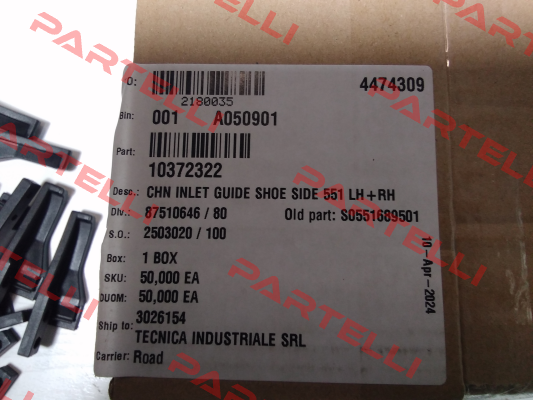 O: 4474309
2180035
Bin: 001 A050901
Part:
10372322
Desc.: CHN INLET GUIDE SHOE SIDE 551 LH+RH
Dlv.: 87510646 / 80 Old part: S0551689501
S.O.: 2503020 / 100
Box: 1 BOX
SKU: 50,000 EA
DUOM: 50,000 EA
Ship to: 3026154
TECNICA INDUSTRIALE SRL
Carrier: Road
10-Apr-2024
PARTELLI
PARTELLI
PARTELLI
PARTELLI
PARTELLI